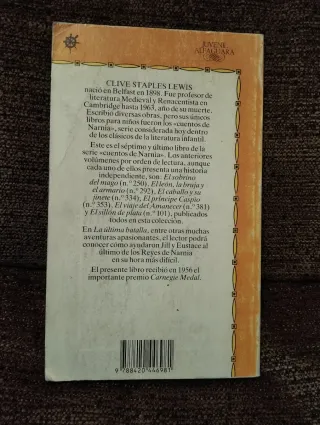 JUVENIL
ALFAGUARA
CLIVE STAPLES LEWIS
nació en Belfast en 1898. Fue profesor de
literatura Medieval y Renacentista en
Cambridge hasta 1963, año de su muerte.
Escribió diversas obras, pero sus únicos
libros para niños fueron los «cuentos de
Narnia», serie considerada hoy dentro
de los clásicos de la literatura infantil.
Este es el séptimo y último libro de la
serie «cuentos de Narnia». Los anteriores
volúmenes por orden de lectura, aunque
cada uno de ellos presenta una historia
independiente, son: El sobrino
del mago (n.º 250). El león, la bruja y
el armario (n.º 292), El caballo y su
jinete (n.º 334), El príncipe Caspio
(n.º 353), El viaje del Amanecer (n.º 381)
y El sillón de plata (n.º 101), publicados
todos en esta colección.
En La última batalla, entre otras muchas
aventuras apasionantes, el lector podrá
conocer cómo ayudaron Jill y Eustace al
último de los Reyes de Narnia
en su hora más difícil.
El presente libro recibió en 1956 el
importante premio Carnegie Medal.
9 788420 446981